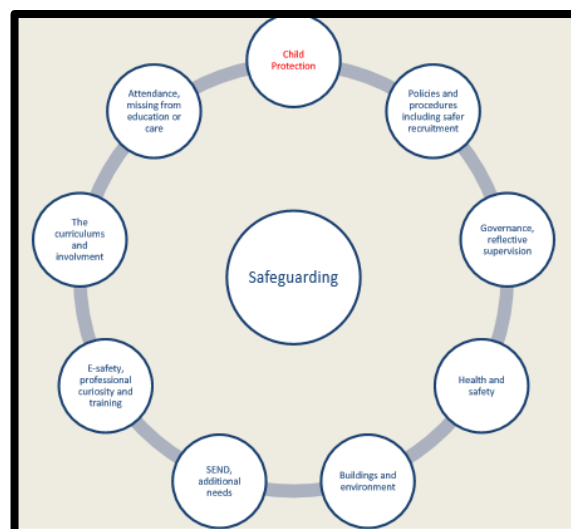 Child
Protection
Policies and
procedures
including safer
recruitment
Governance,
reflective
supervision
Health and
safety
Buildings and
environment
SEND,
additional
needs
E-safety,
professional
curiosity and
training
The
curriculums
and
involvment
Attendance,
missing from
education or
care
Safeguarding